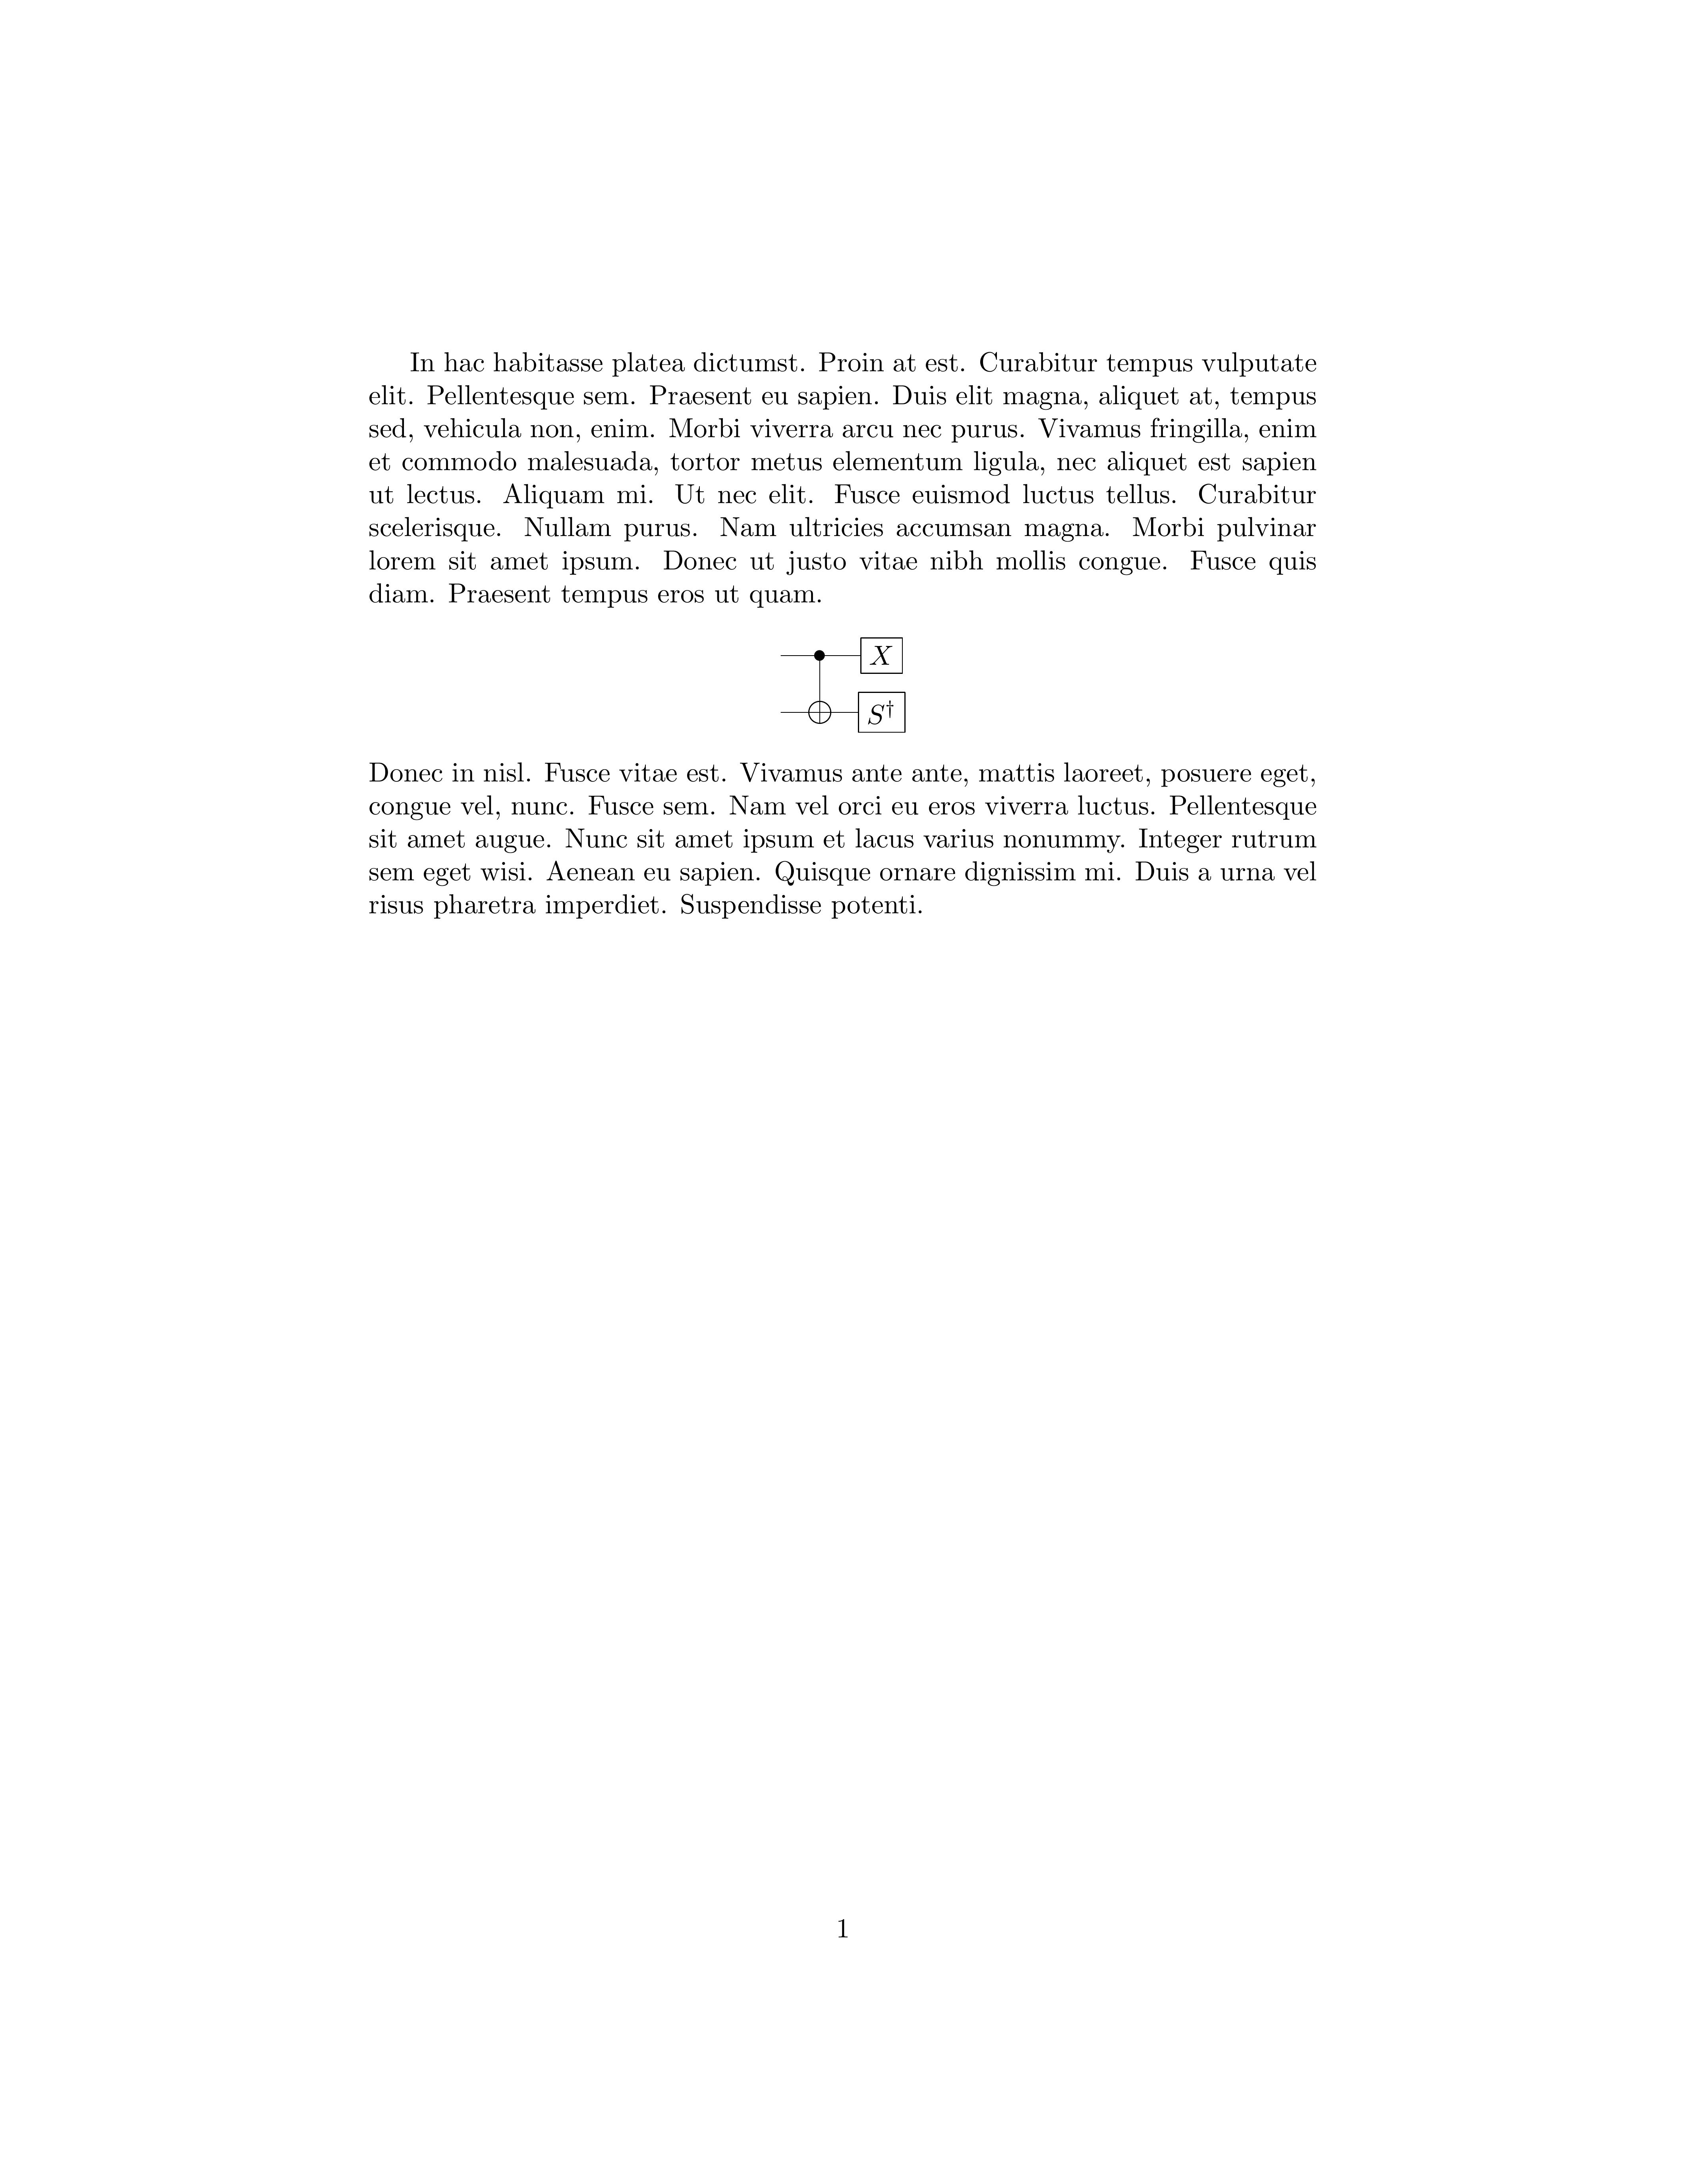 In hac habitasse platea dictumst. Proin at est. Curabitur tempus vulputate
elit. Pellentesque sem. Praesent eu sapien. Duis elit magna, aliquet at, tempus
sed, vehicula non, enim. Morbi viverra arcu nec purus. Vivamus fringilla, enim
et commodo malesuada, tortor metus elementum ligula, nec aliquet est sapien
ut lectus. Aliquam mi. Ut nec elit. Fusce euismod luctus tellus. Curabitur
scelerisque. Nullam purus. Nam ultricies accumsan magna. Morbi pulvinar
lorem sit amet ipsum. Donec ut justo vitae nibh mollis congue. Fusce quis
diam. Praesent tempus eros ut quam.
X
S†
Donec in nisl. Fusce vitae est. Vivamus ante ante, mattis laoreet, posuere eget,
congue vel, nunc. Fusce sem. Nam vel orci eu eros viverra luctus. Pellentesque
sit amet augue. Nunc sit amet ipsum et lacus varius nonummy. Integer rutrum
sem eget wisi. Aenean eu sapien. Quisque ornare dignissim mi. Duis a urna vel
risus pharetra imperdiet. Suspendisse potenti.
1